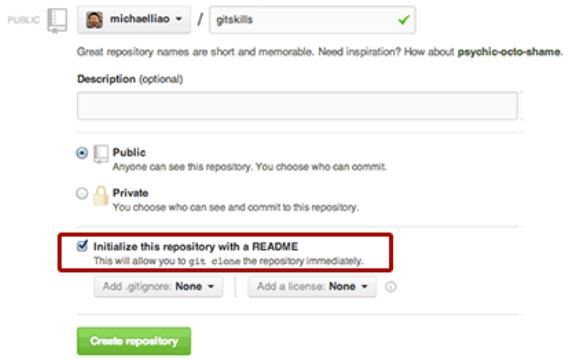 PUBLIC michaelliao / gitskills
Great repository names are short and memorable. Need inspiration? How about psychic-octo-shame.
Description (optional)
Public
Anyone can see this repository. You choose who can commit.
Private
You choose who can see and commit to this repository.
Initialize this repository with a README
This will allow you to git clone the repository immediately.
Add .gitignore: None Add a license: None
Create repository